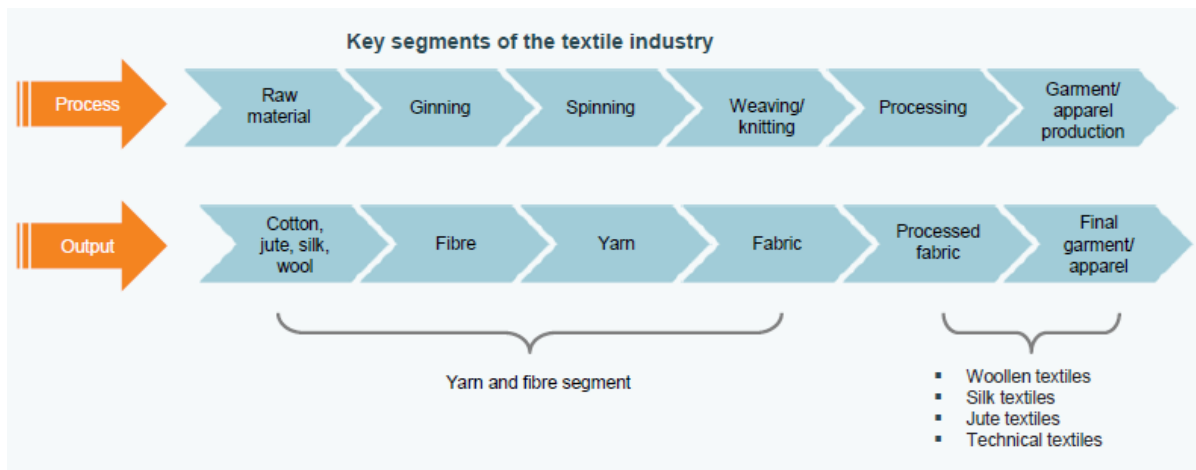 Key segments of the textile industry
Process
Raw
material
Ginning
Spinning
Weaving/
knitting
Processing
Garment/
apparel
production
Output
Cotton,
jute, silk,
wool
Fibre
Yarn
Fabric
Processed
fabric
Final
garment/
apparel
Yarn and fibre segment
▪ Woollen textiles
▪ Silk textiles
▪ Jute textiles
▪ Technical textiles